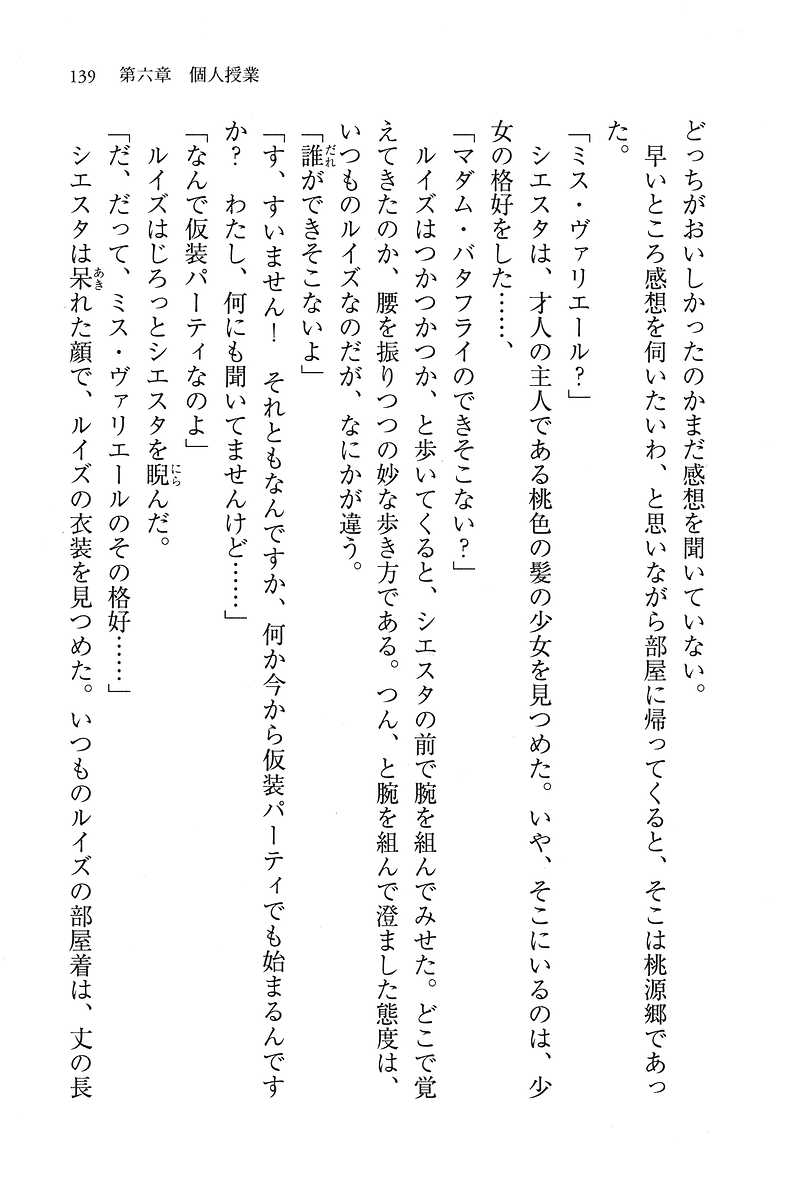 139　第六章　個人授業
どっちがおいしかったのかまだ感想を聞いていない。
　早いところ感想を伺いたいわ、と思いながら部屋に帰ってくると、そこは桃源郷であっ
た。
「ミス・ヴァリエール？」
　シエスタは、才人の主人である桃色の髪の少女を見つめた。いや、そこにいるのは、少
女の格好をした……、
「マダム・バタフライのできそこない？」
　ルイズはつかつかつか、と歩いてくると、シエスタの前で腕を組んでみせた。どこで覚
えてきたのか、腰を振りつつの妙な歩き方である。つん、と腕を組んで澄ました態度は、
いつものルイズなのだが、なにかが違う。
「誰ができそこないよ」
「す、すいません！　それともなんですか、何か今から仮装パーティでも始まるんです
か？　わたし、何にも聞いてませんけど……」
「なんで仮装パーティなのよ」
　ルイズはじろっとシエスタを睨んだ。
「だ、だって、ミス・ヴァリエールのその格好……」
　シエスタは呆れた顔で、ルイズの衣装を見つめた。いつものルイズの部屋着は、丈の長
だれ
にら
あき